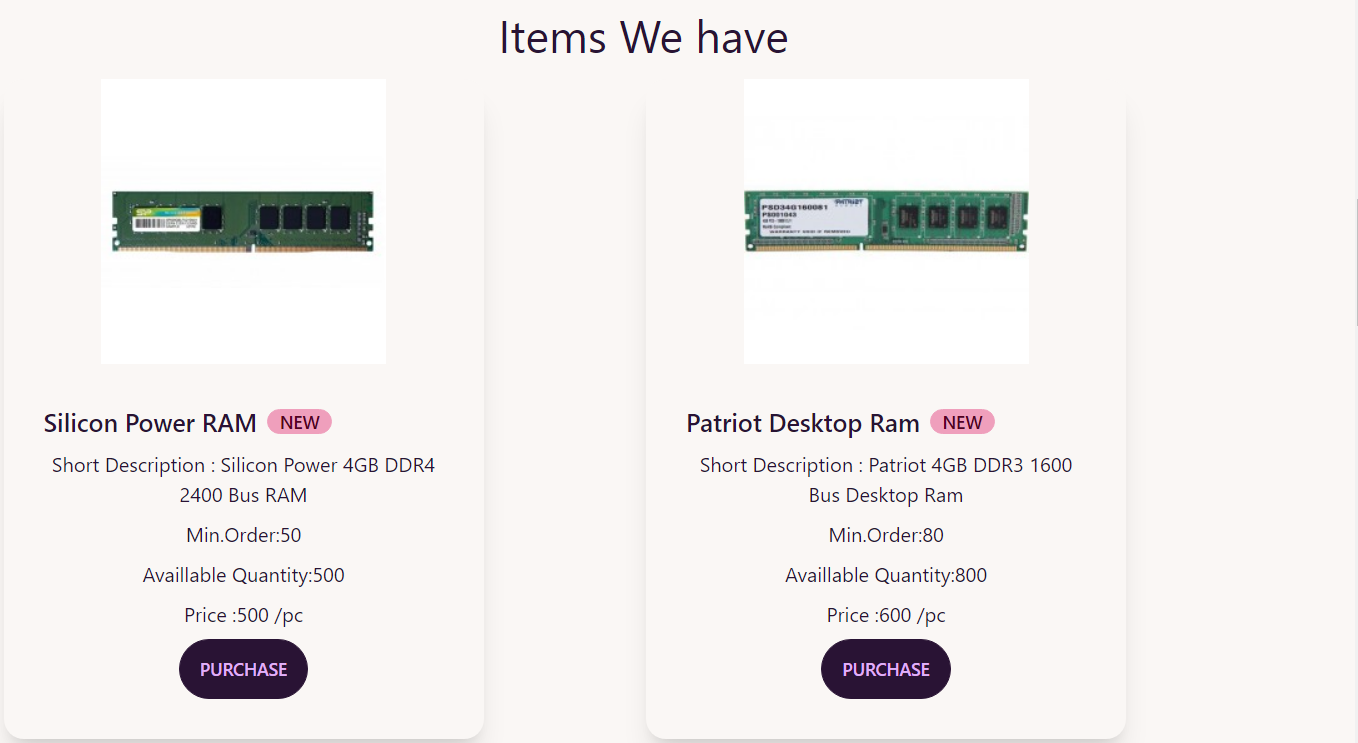 Items We have
PSD34G160081
PATRIOT
Silicon Power RAM NEW
Short Description : Silicon Power 4GB DDR4
2400 Bus RAM
Min.Order:50
Availlable Quantity:500
Price :500 /pc
PURCHASE
Patriot Desktop Ram NEW
Short Description : Patriot 4GB DDR3 1600
Bus Desktop Ram
Min.Order:80
Availlable Quantity:800
Price :600 /pc
PURCHASE